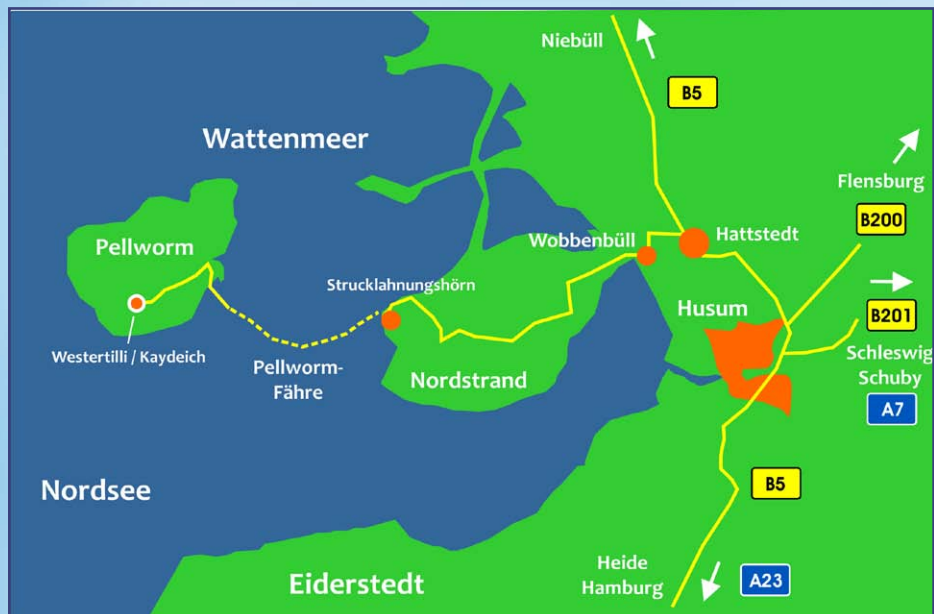 Niebüll
B5
Wattenmeer
Flensburg
B200
Pellworm
Wobbenbüll
Hattstedt
Strucklahnungshörn
Husum
B201
Westertilli / Kaydeich
Pellworm-
Fähre
Nordstrand
Schleswig
Schuby
A7
Nordsee
B5
Eiderstedt
Heide
Hamburg
A23